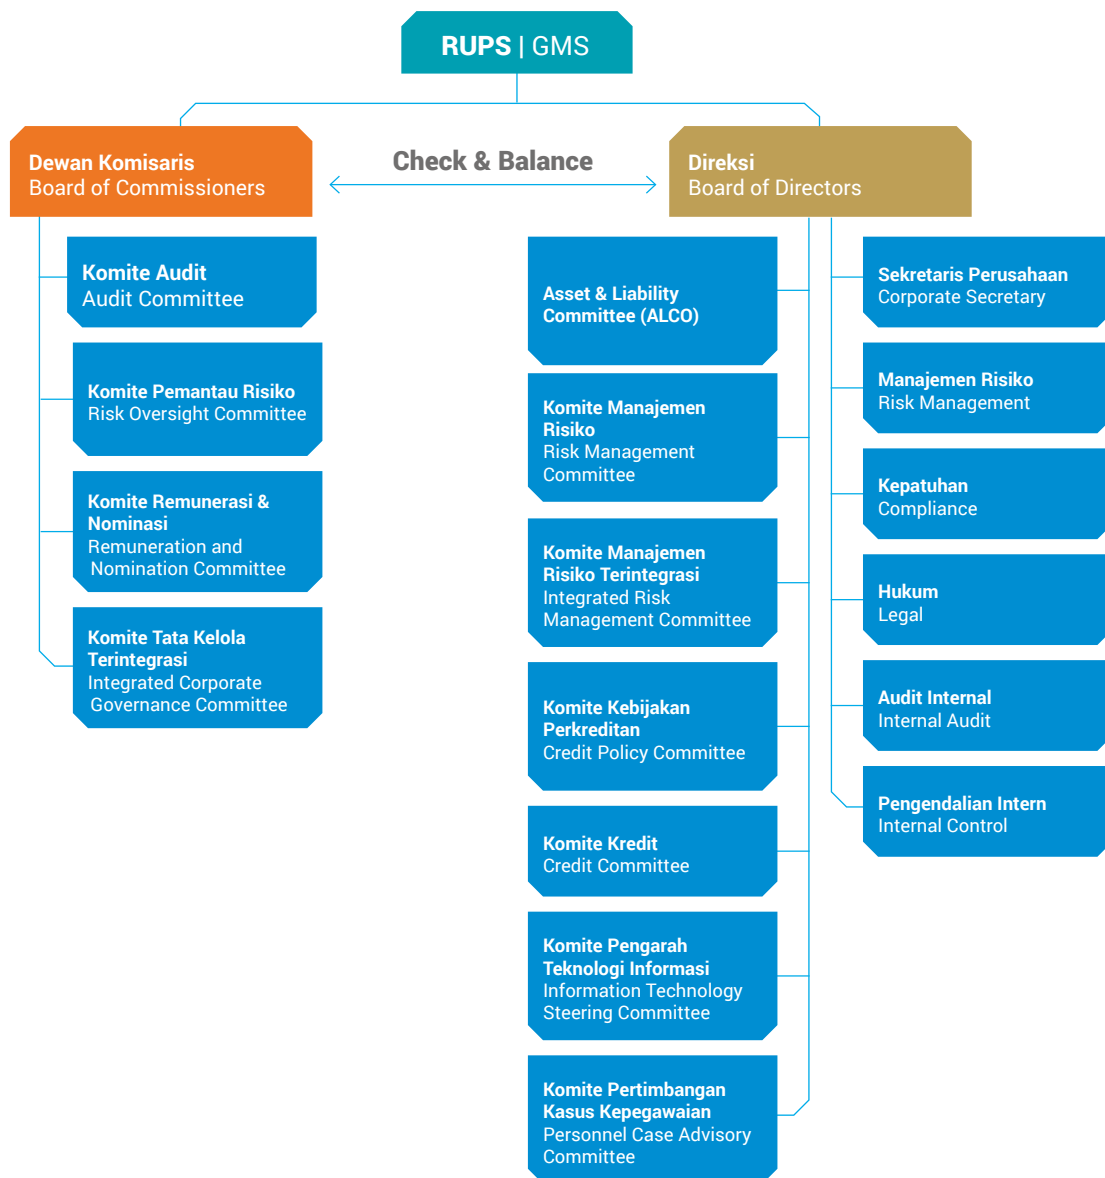 RUPS | GMS
Dewan Komisaris
Board of Commissioners
Check & Balance
Direksi
Board of Directors
Komite Audit
Audit Committee
Komite Pemantau Risiko
Risk Oversight Committee
Komite Remunerasi &
Nominasi
Remuneration and
Nomination Committee
Komite Tata Kelola
Terintegrasi
Integrated Corporate
Governance Committee
Asset & Liability
Committee (ALCO)
Komite Manajemen
Risiko
Risk Management
Committee
Komite Manajemen
Risiko Terintegrasi
Integrated Risk
Management Committee
Komite Kebijakan
Perkreditan
Credit Policy Committee
Komite Kredit
Credit Committee
Komite Pengarah
Teknologi Informasi
Information Technology
Steering Committee
Komite Pertimbangan
Kasus Kepegawaian
Personnel Case Advisory
Committee
Sekretaris Perusahaan
Corporate Secretary
Manajemen Risiko
Risk Management
Kepatuhan
Compliance
Hukum
Legal
Audit Internal
Internal Audit
Pengendalian Intern
Internal Control